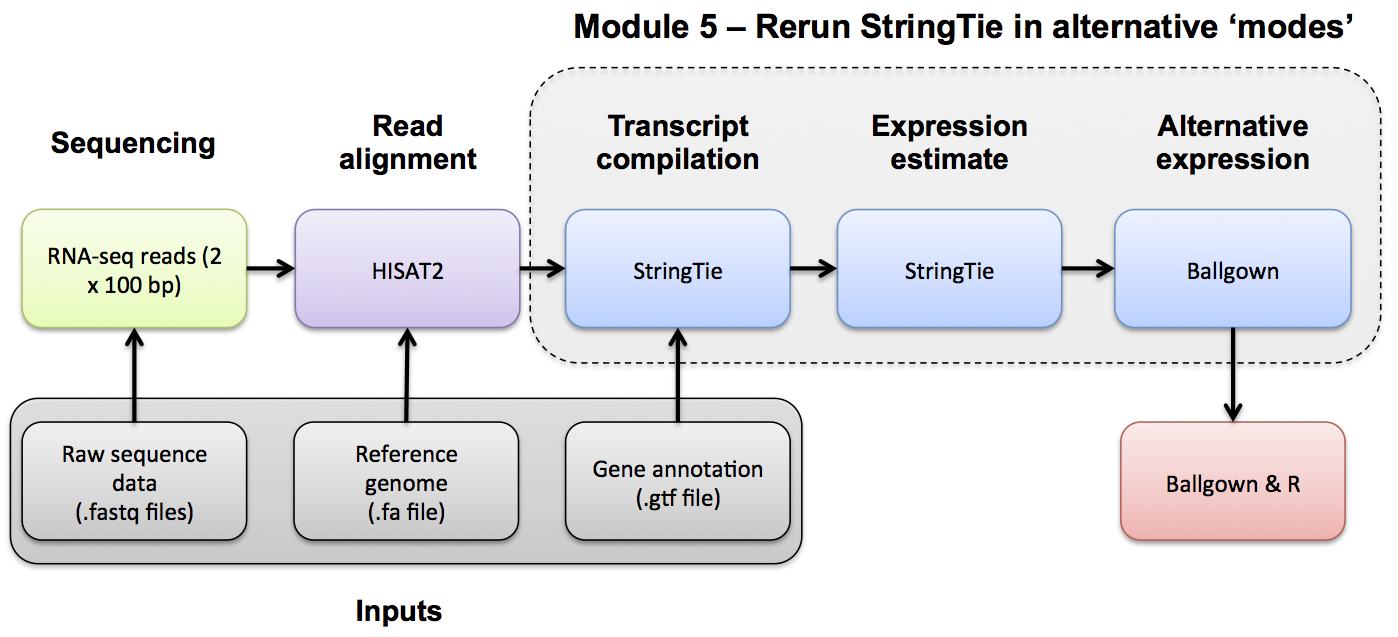 Module 5 – Rerun StringTie in alternative ‘modes’
Sequencing
Read
alignment
Transcript
compilation
Expression
estimate
Alternative
expression
RNA-seq reads (2
x 100 bp)
HISAT2
StringTie
StringTie
Ballgown
Raw sequence
data
(.fastq files)
Reference
genome
(.fa file)
Gene annotation
(.gtf file)
Ballgown & R
Inputs